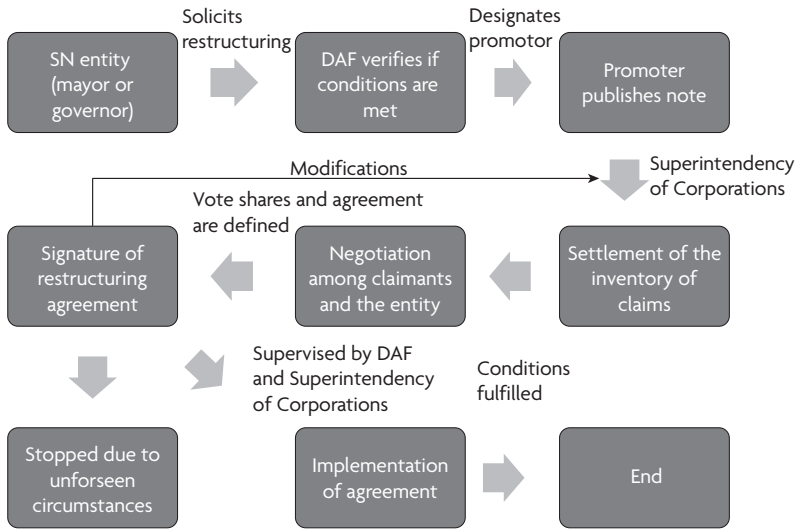 Solicits
restructuring
Designates
promotor
SN entity
(mayor or
governor)
DAF verifies if
conditions are
met
Promoter
publishes note
Modifications
Superintendency
of Corporations
Vote shares and agreement
are defined
Signature of
restructuring
agreement
Negotiation
among claimants
and the entity
Settlement of the
inventory of
claims
Supervised by DAF
and Superintendency
of Corporations
Conditions
fulfilled
Stopped due to
unforseen
circumstances
Implementation
of agreement
End